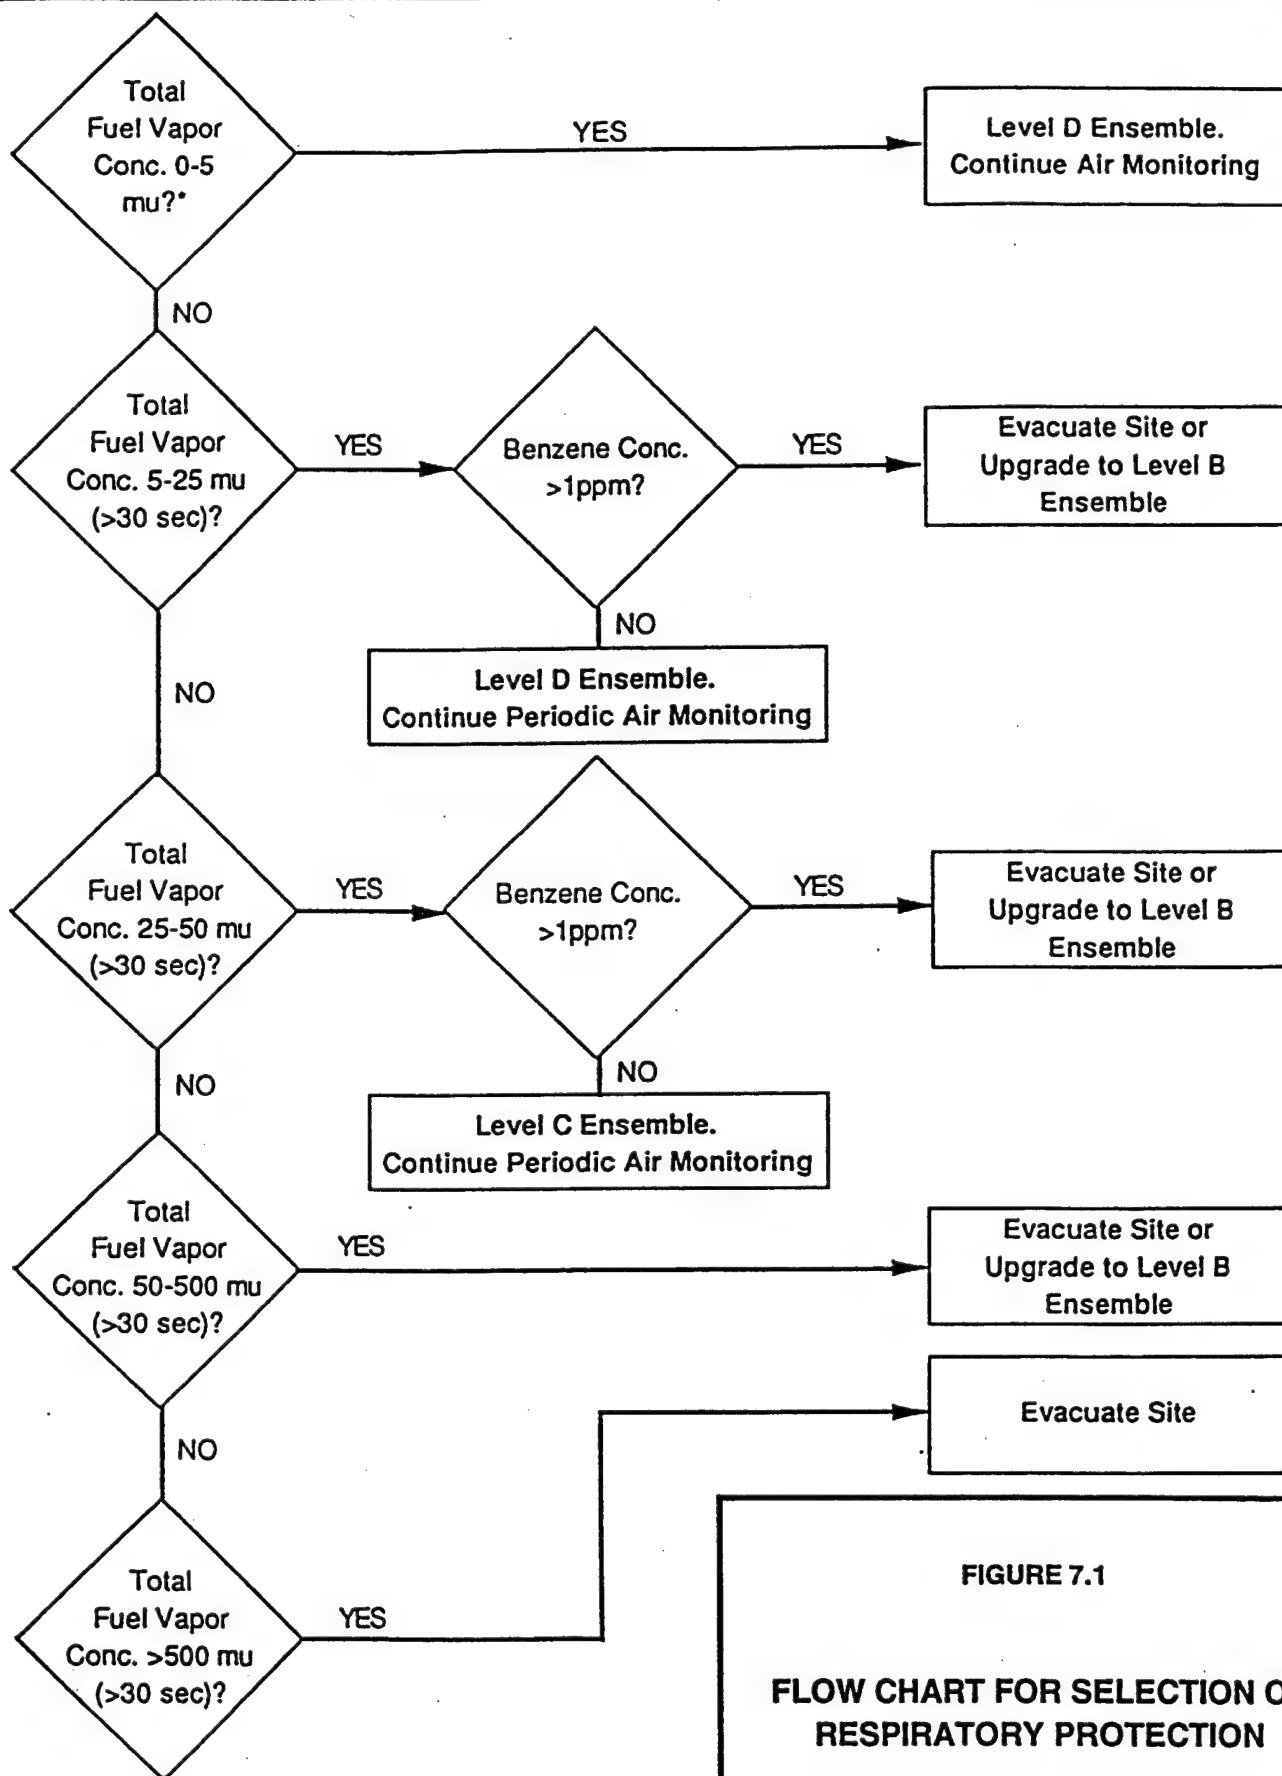 Total
Fuel Vapor
Conc. 0-5
mu?*
YES
Level D Ensemble.
Continue Air Monitoring
NO
Total
Fuel Vapor
Conc. 5-25 mu
(>30 sec)?
YES
Benzene Conc.
>1ppm?
YES
Evacuate Site or
Upgrade to Level B
Ensemble
NO
Level D Ensemble.
Continue Periodic Air Monitoring
NO
Total
Fuel Vapor
Conc. 25-50 mu
(>30 sec)?
YES
Benzene Conc.
>1ppm?
YES
Evacuate Site or
Upgrade to Level B
Ensemble
NO
Level C Ensemble.
Continue Periodic Air Monitoring
NO
Total
Fuel Vapor
Conc. 50-500 mu
(>30 sec)?
YES
Evacuate Site or
Upgrade to Level B
Ensemble
NO
Total
Fuel Vapor
Conc. >500 mu
(>30 sec)?
YES
Evacuate Site
FIGURE 7.1
FLOW CHART FOR SELECTION
RESPIRATORY PROTECTION